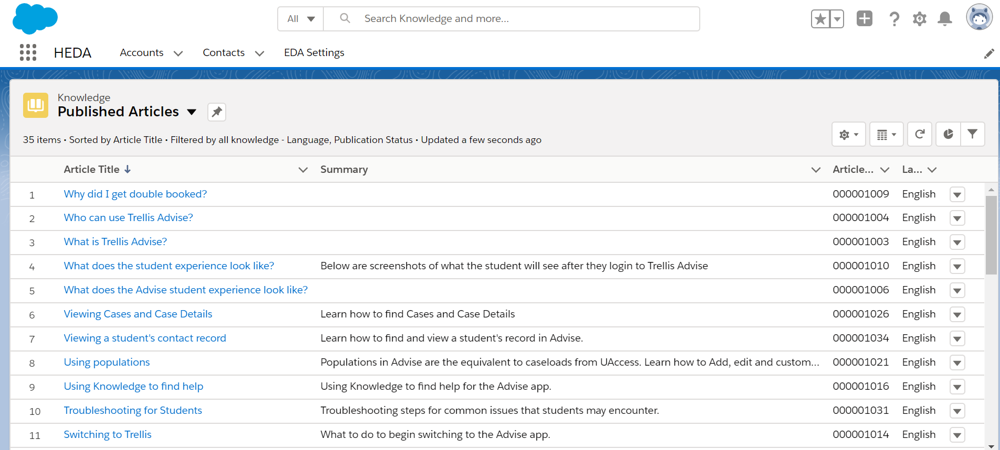 All
Search Knowledge and more...
HEDA Accounts Contacts EDA Settings
Knowledge
Published Articles
35 items • Sorted by Article Title • Filtered by all knowledge - Language, Publication Status • Updated a few seconds ago
Article Title Summary Article... La...
1 Why did I get double booked? 000001009 English
2 Who can use Trellis Advise? 000001004 English
3 What is Trellis Advise? 000001003 English
4 What does the student experience look like? Below are screenshots of what the student will see after they login to Trellis Advise 000001010 English
5 What does the Advise student experience look like? 000001006 English
6 Viewing Cases and Case Details Learn how to find Cases and Case Details 000001026 English
7 Viewing a student's contact record Learn how to find and view a student's record in Advise. 000001034 English
8 Using populations Populations in Advise are the equivalent to caseloads from UAccess. Learn how to Add, edit and custom... 000001021 English
9 Using Knowledge to find help Using Knowledge to find help for the Advise app. 000001016 English
10 Troubleshooting for Students Troubleshooting steps for common issues that students may encounter. 000001031 English
11 Switching to Trellis What to do to begin switching to the Advise app. 000001014 English